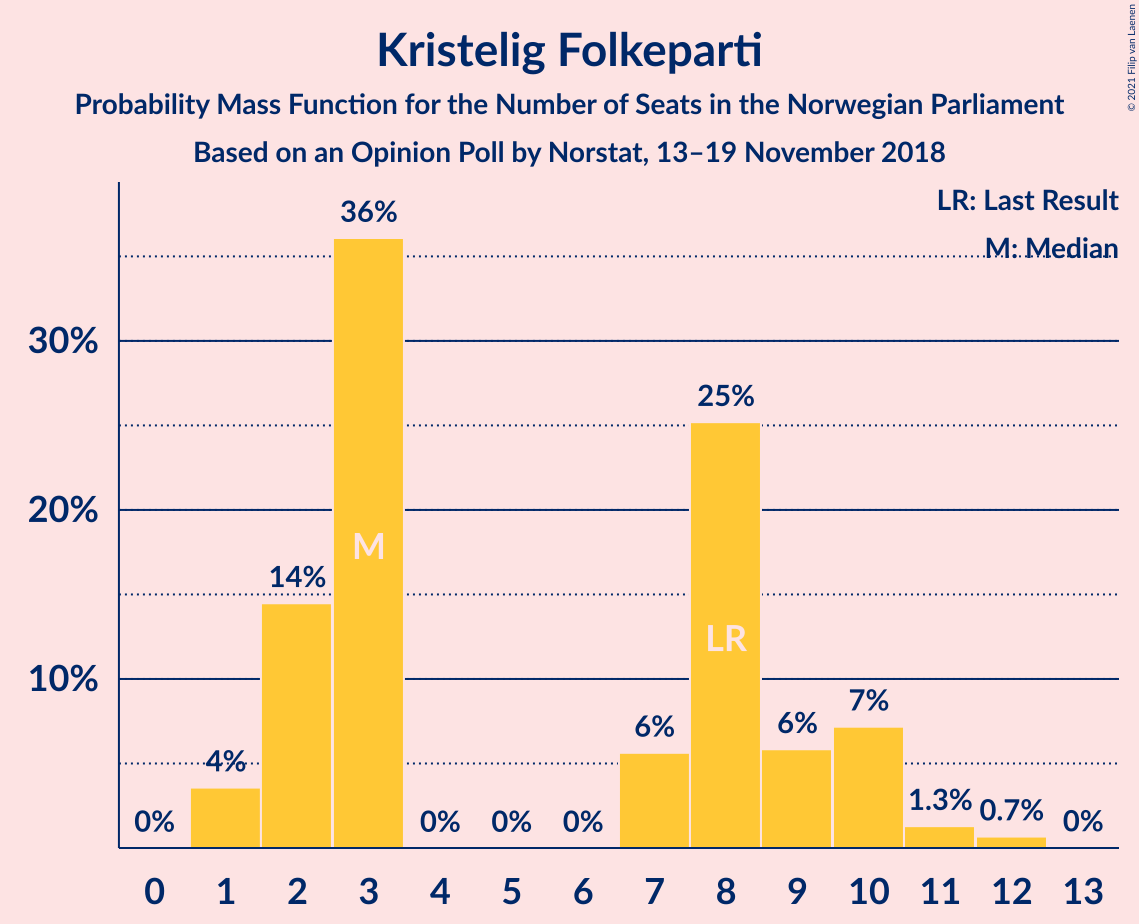 © 2021 Filip van Laenen
Kristelig Folkeparti
Probability Mass Function for the Number of Seats in the Norwegian Parliament
Based on an Opinion Poll by Norstat, 13–19 November 2018
LR: Last Result
M: Median
36%
30%
25%
20%
M
14%
LR
10%
7%
6%
6%
4%
1.3%
0.7%
0%
0%
0%
0%
0%
0 1 2 3 4 5 6 7 8 9 10 11 12 13